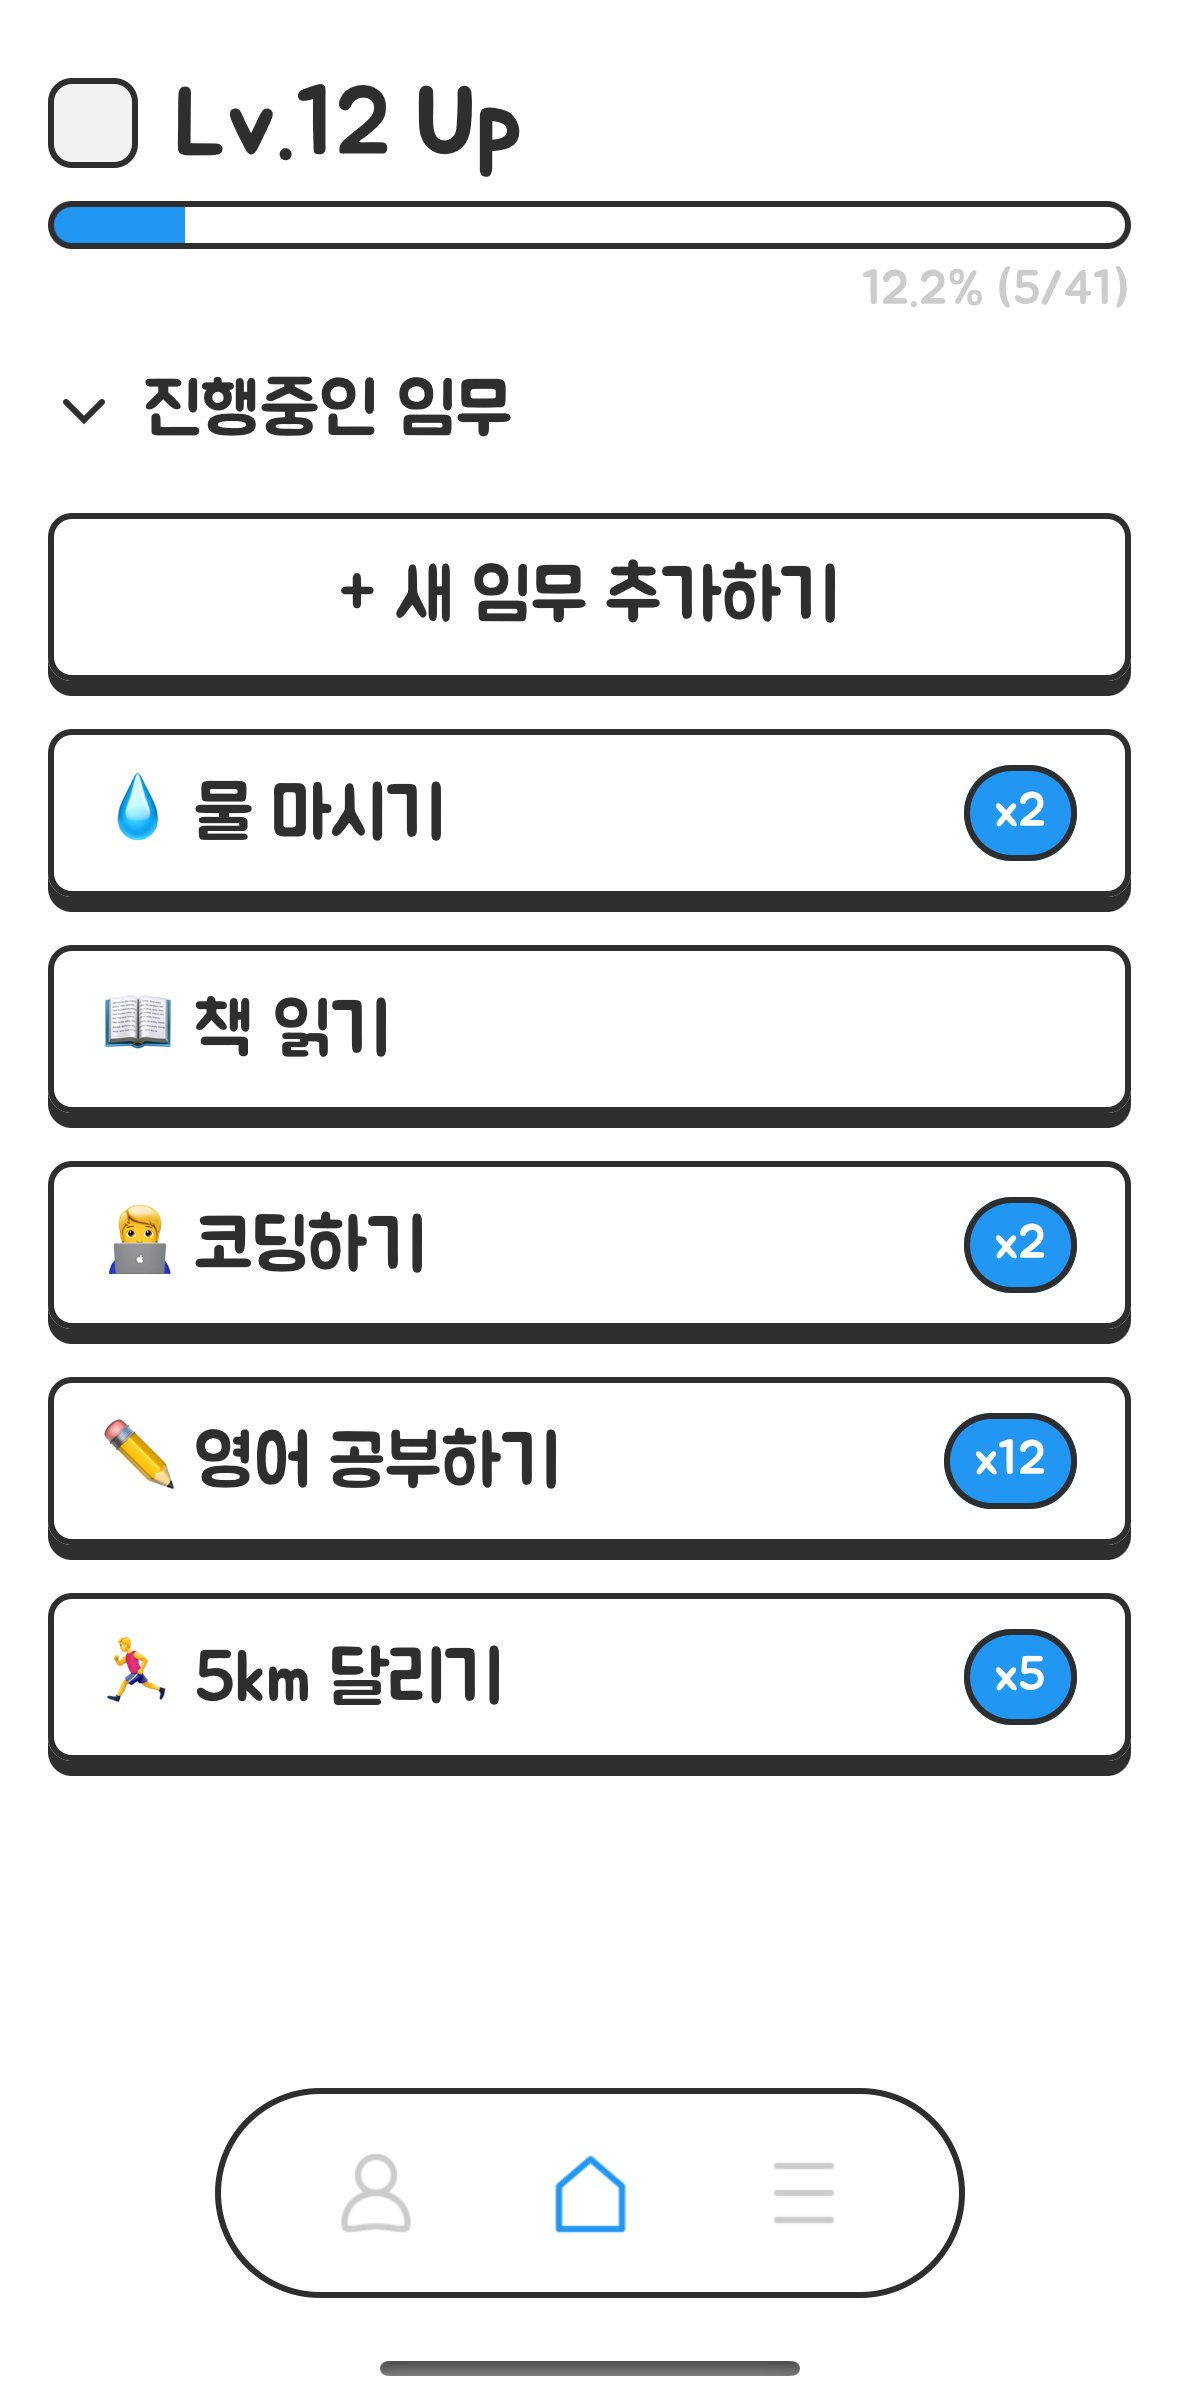 Lv.12 Up
12.2% (5/41)
진행중인 임무
+ 새 임무 추가하기
물 마시기 x2
책 읽기
코딩하기 x2
영어 공부하기 x12
5km 달리기 x5